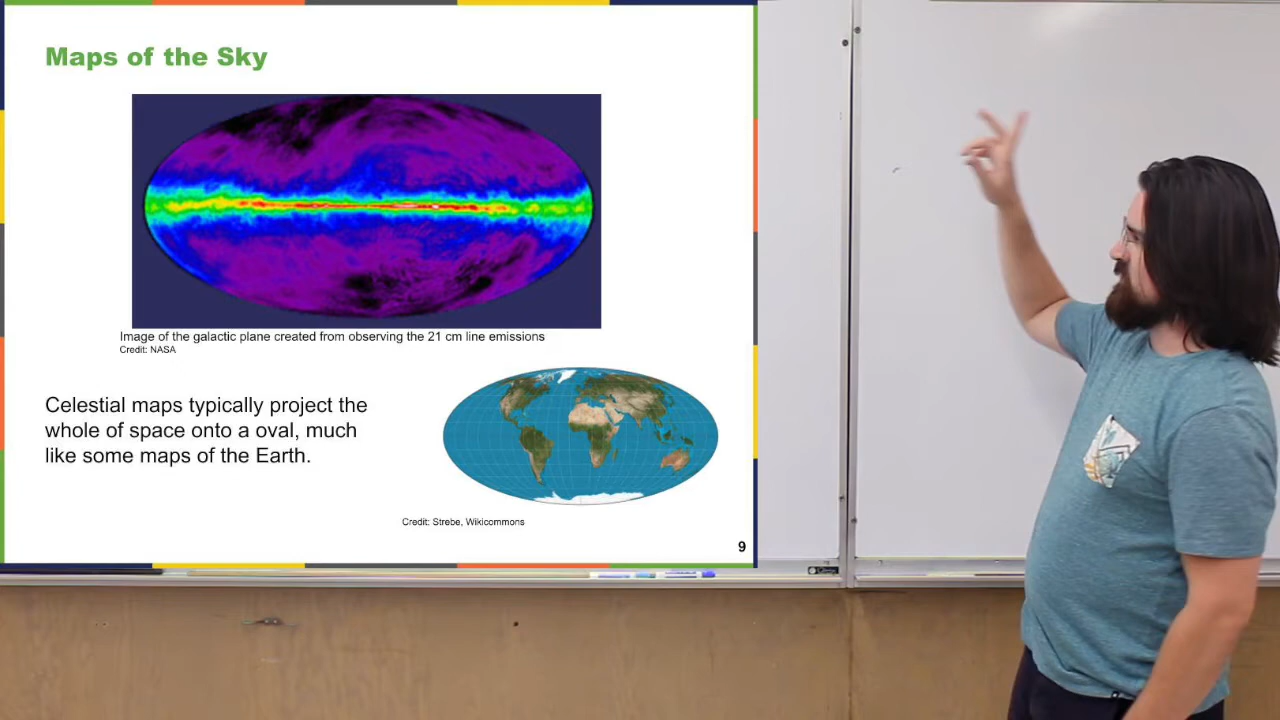 Maps of the Sky
Image of the galactic plane created from observing the 21 cm line emissions
Credit: NASA
Celestial maps typically project the
whole of space onto a oval, much
like some maps of the Earth.
Credit: Strebe, Wikicommons
9